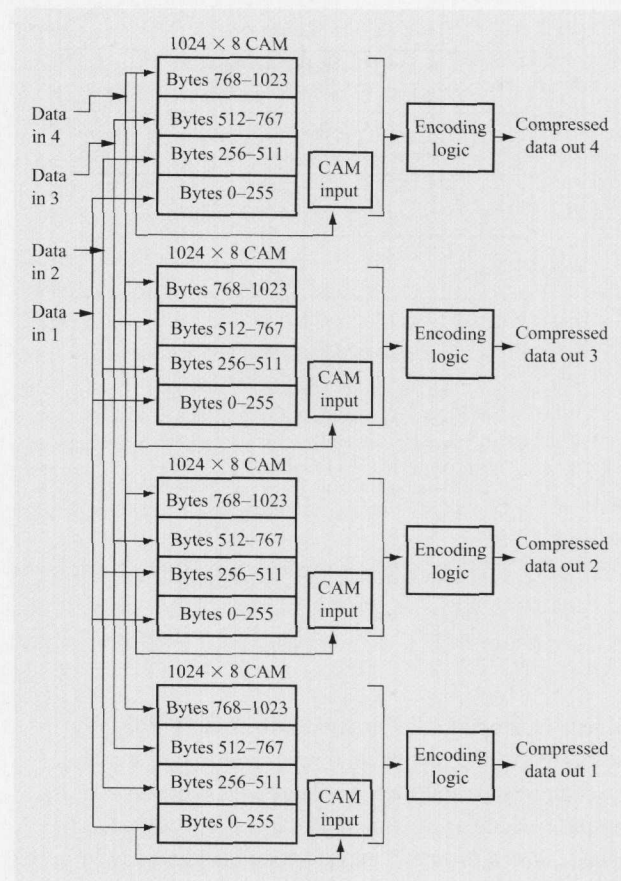 1024 × 8 CAM
Bytes 768–1023
Bytes 512–767
Bytes 256–511
Bytes 0–255
CAM
input
Encoding
logic
Compressed
data out 4
Data
in 4
Data
in 3
Data
in 2
Data
in 1
1024 × 8 CAM
Bytes 768–1023
Bytes 512–767
Bytes 256–511
Bytes 0–255
CAM
input
Encoding
logic
Compressed
data out 3
1024 × 8 CAM
Bytes 768–1023
Bytes 512–767
Bytes 256–511
Bytes 0–255
CAM
input
Encoding
logic
Compressed
data out 2
1024 × 8 CAM
Bytes 768–1023
Bytes 512–767
Bytes 256–511
Bytes 0–255
CAM
input
Encoding
logic
Compressed
data out 1